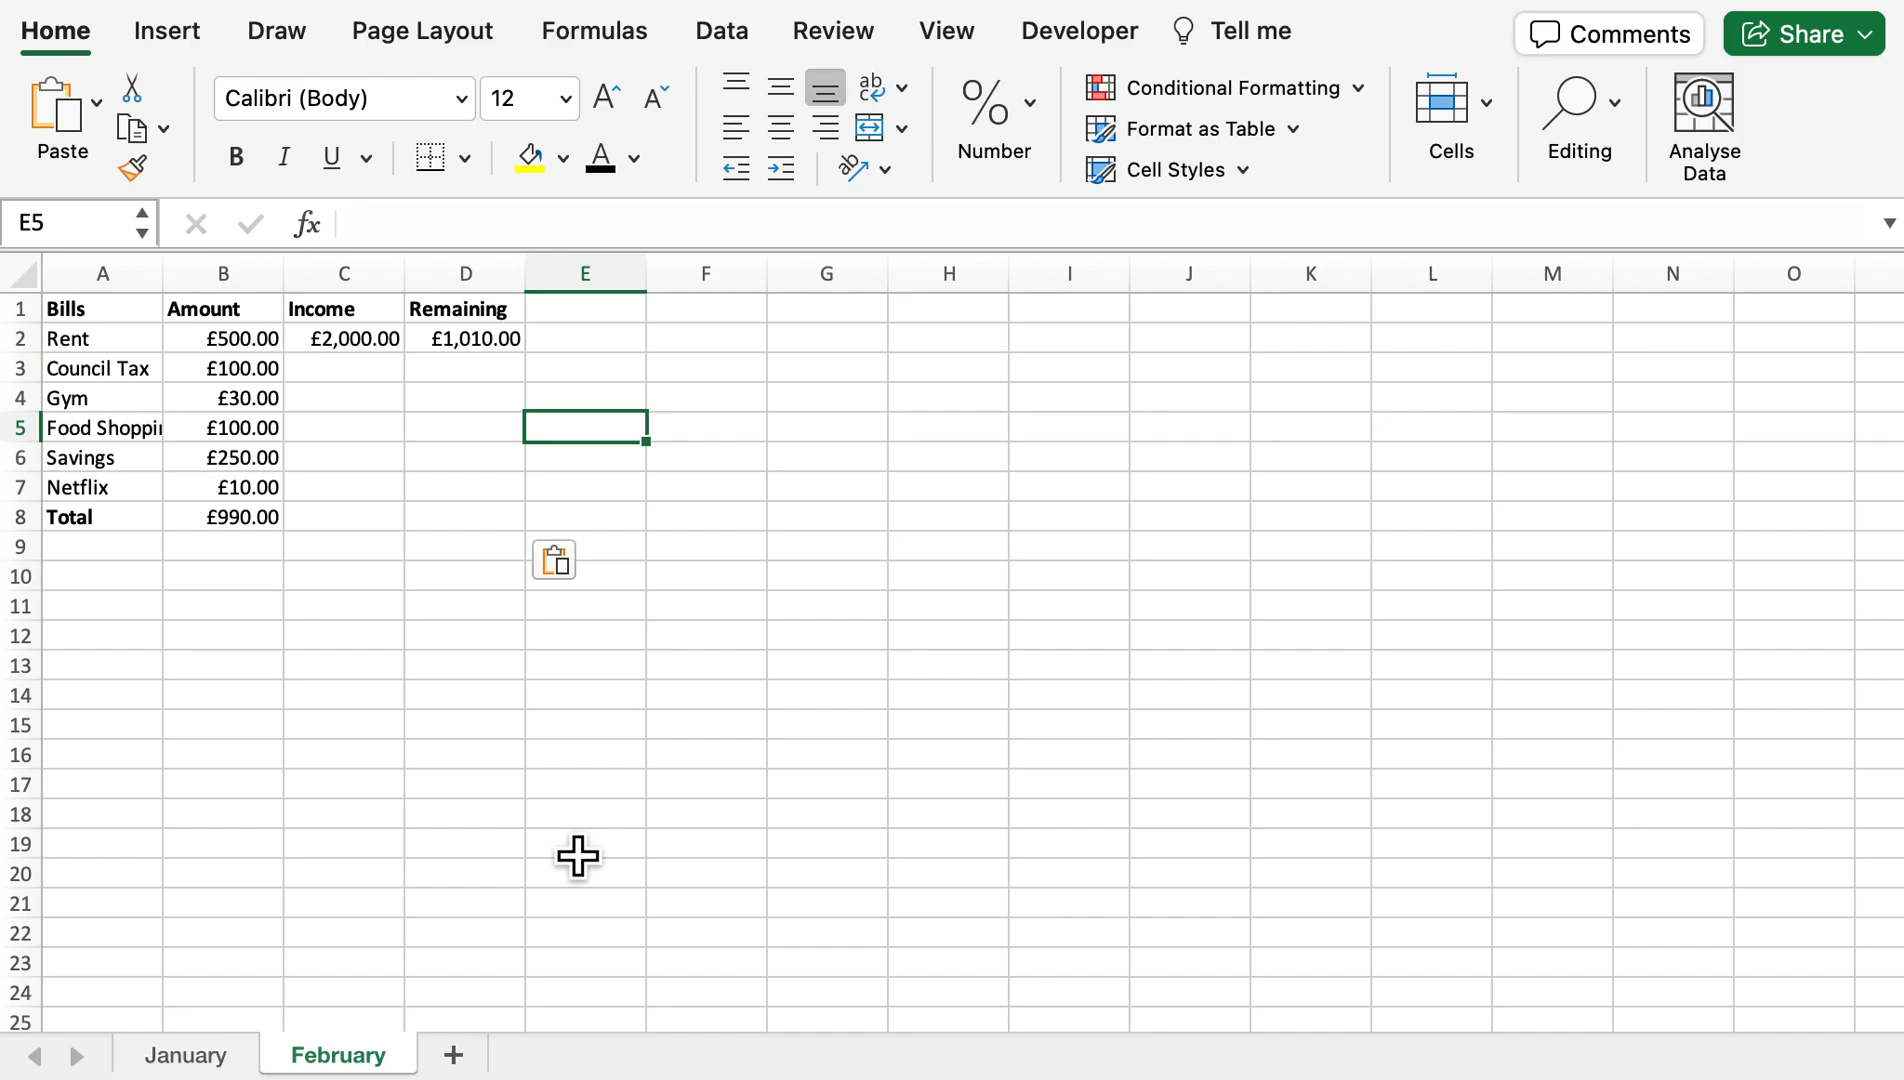 Home Insert Draw Page Layout Formulas Data Review View Developer Tell me Comments Share
Paste
Calibri (Body) 12
B I U A
ab
c
Number
Conditional Formatting
Format as Table
Cell Styles
Cells
Editing
Analyse
Data
E5 fx
A B C D E F G H I J K L M N O
1 Bills Amount Income Remaining
2 Rent £500.00 £2,000.00 £1,010.00
3 Council Tax £100.00
4 Gym £30.00
5 Food Shoppin £100.00
6 Savings £250.00
7 Netflix £10.00
8 Total £990.00
9
10
11
12
13
14
15
16
17
18
19
20
21
22
23
24
25
January February +